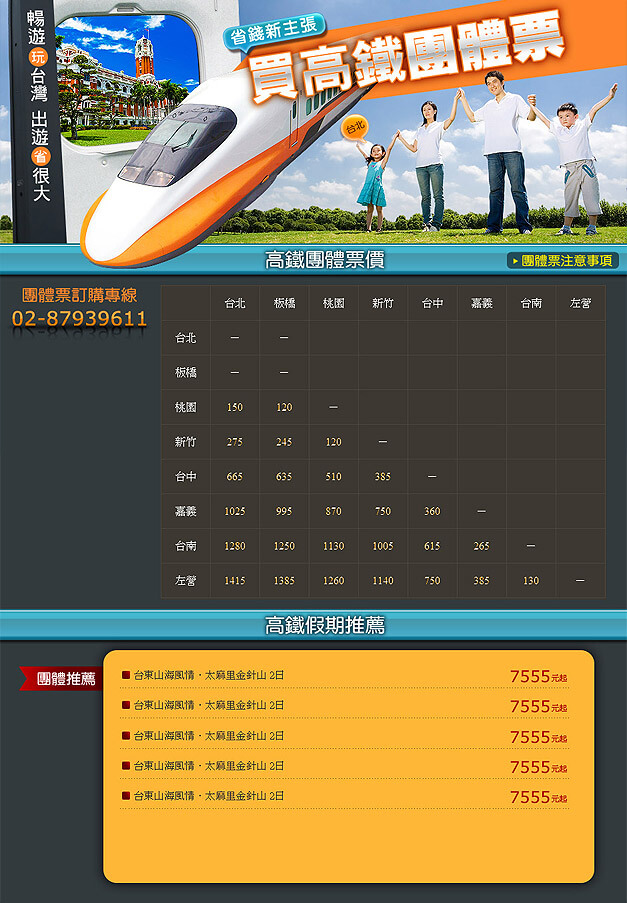 暢遊玩台灣 出遊省很大
省錢新主張
買高鐵團體票
台北
高鐵團體票價
團體票注意事項
團體票訂購專線
02-87939611
台北 板橋 桃園 新竹 台中 嘉義 台南 左營
台北 — —
板橋 — —
桃園 150 120 —
新竹 275 245 120 —
台中 665 635 510 385 —
嘉義 1025 995 870 750 360 —
台南 1280 1250 1130 1005 615 265 —
左營 1415 1385 1260 1140 750 385 130 —
高鐵假期推薦
團體推薦
台東山海風情‧太麻里金針山 2日 7555元起
台東山海風情‧太麻里金針山 2日 7555元起
台東山海風情‧太麻里金針山 2日 7555元起
台東山海風情‧太麻里金針山 2日 7555元起
台東山海風情‧太麻里金針山 2日 7555元起